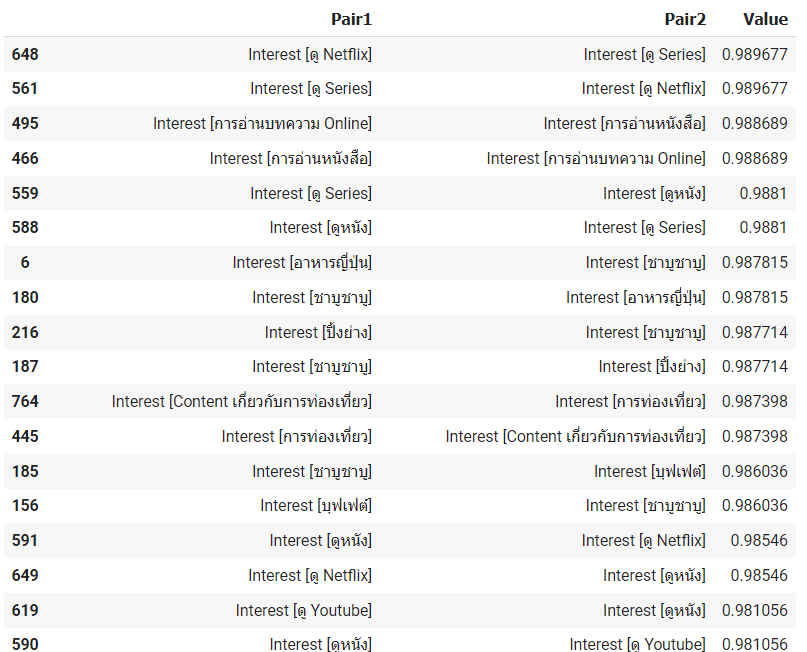 Pair1 Pair2 Value
648 Interest [ดู Netflix] Interest [ดู Series] 0.989677
561 Interest [ดู Series] Interest [ดู Netflix] 0.989677
495 Interest [การอ่านบทความ Online] Interest [การอ่านหนังสือ] 0.988689
466 Interest [การอ่านหนังสือ] Interest [การอ่านบทความ Online] 0.988689
559 Interest [ดู Series] Interest [ดูหนัง] 0.9881
588 Interest [ดูหนัง] Interest [ดู Series] 0.9881
6 Interest [อาหารญี่ปุ่น] Interest [ชาบูชาบู] 0.987815
180 Interest [ชาบูชาบู] Interest [อาหารญี่ปุ่น] 0.987815
216 Interest [ปิ้งย่าง] Interest [ชาบูชาบู] 0.987714
187 Interest [ชาบูชาบู] Interest [ปิ้งย่าง] 0.987714
764 Interest [Content เกี่ยวกับการท่องเที่ยว] Interest [การท่องเที่ยว] 0.987398
445 Interest [การท่องเที่ยว] Interest [Content เกี่ยวกับการท่องเที่ยว] 0.987398
185 Interest [ชาบูชาบู] Interest [บุฟเฟต์] 0.986036
156 Interest [บุฟเฟต์] Interest [ชาบูชาบู] 0.986036
591 Interest [ดูหนัง] Interest [ดู Netflix] 0.98546
649 Interest [ดู Netflix] Interest [ดูหนัง] 0.98546
619 Interest [ดู Youtube] Interest [ดูหนัง] 0.981056
590 Interest [ดูหนัง] Interest [ดู Youtube] 0.981056